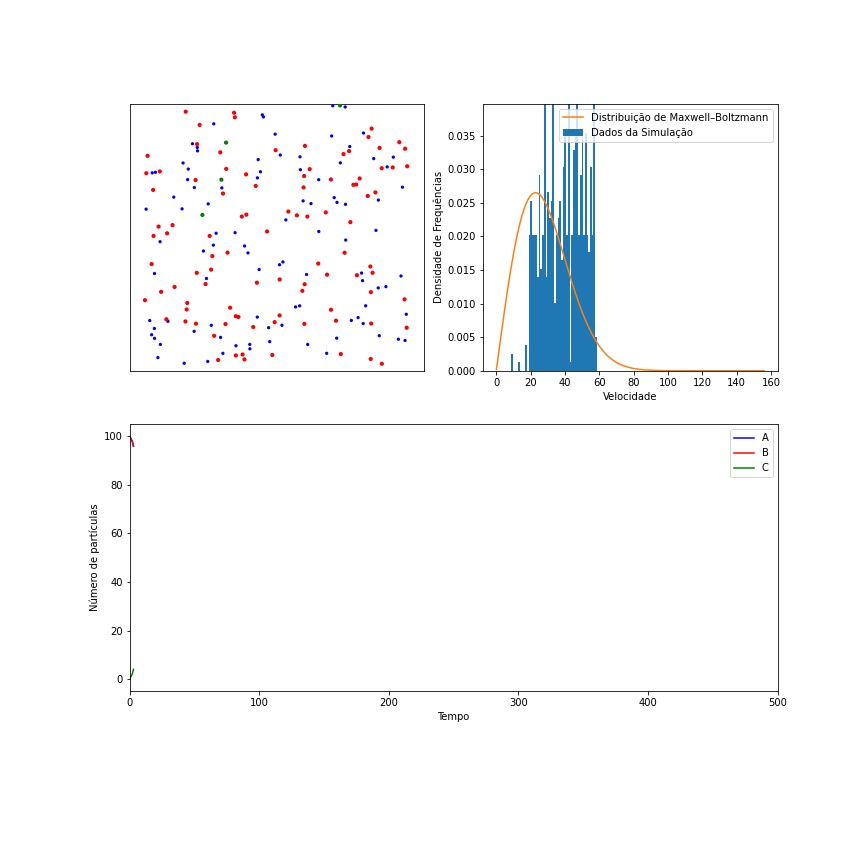 Distribuição de Maxwell–Boltzmann
Dados da Simulação
Densidade de Frequências
0.035
0.030
0.025
0.020
0.015
0.010
0.005
0.000
0 20 40 60 80 100 120 140 160
Velocidade
A
B
C
Número de partículas
100
80
60
40
20
0
0 100 200 300 400 500
Tempo